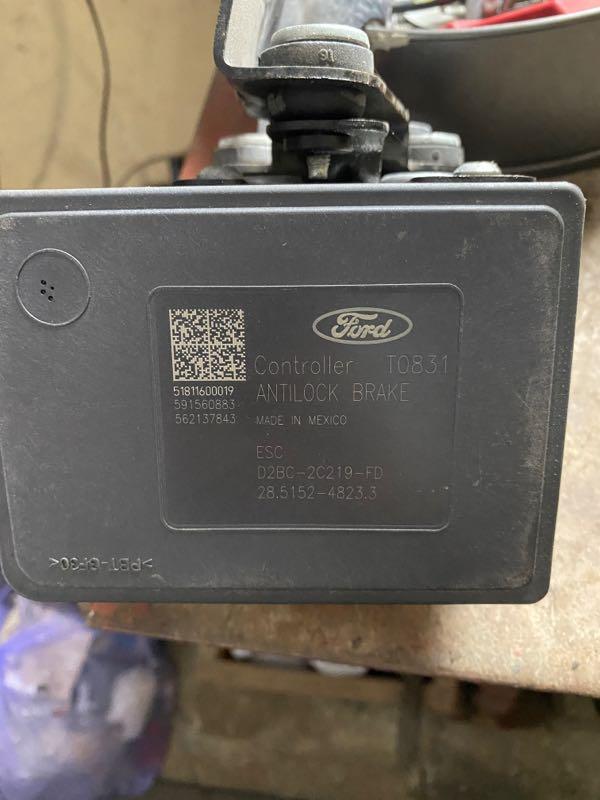 91
Ford
Controller T0831
51811600019 ANTILOCK BRAKE
591560883
562137843 MADE IN MEXICO
ESC
D2BC-2C219-FD
28.5152-4823.3
>PBT-GF30<